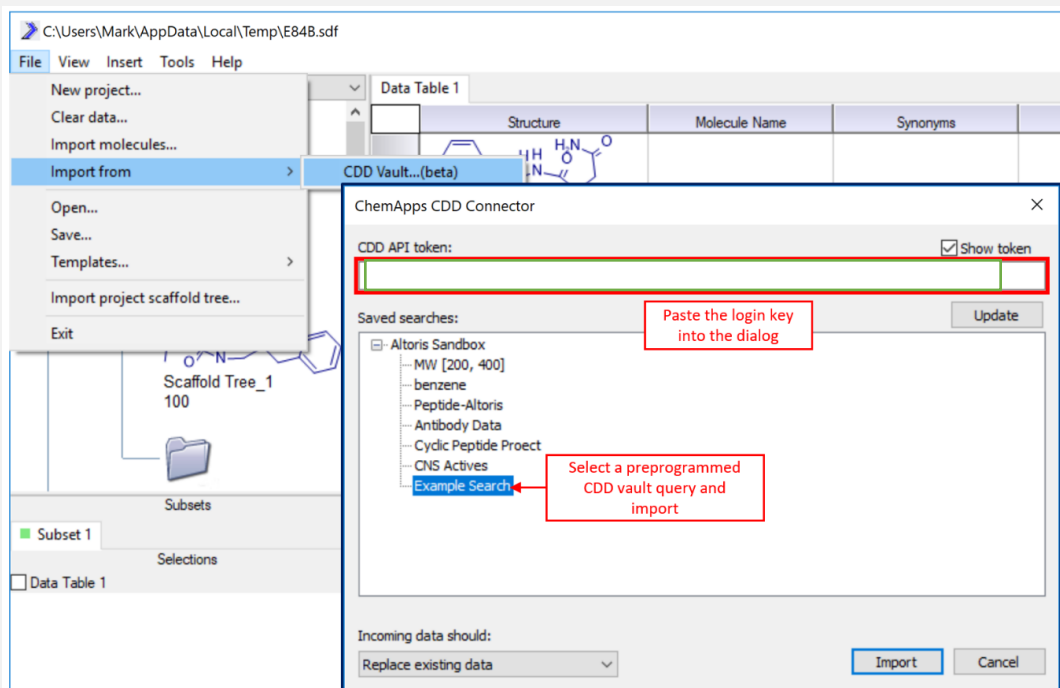 C:\Users\Mark\AppData\Local\Temp\E84B.sdf
File View Insert Tools Help
New project...
Clear data...
Import molecules...
Import from
CDD Vault...(beta)
Open...
Save...
Templates...
Import project scaffold tree...
Exit
Data Table 1
Structure Molecule Name Synonyms
H₂N O
H O
N
O N
Scaffold Tree_1
100
Subsets
Subset 1
Selections
Data Table 1
ChemApps CDD Connector
CDD API token:
Show token
Paste the login key
into the dialog
Saved searches:
Update
Altoris Sandbox
MW [200, 400]
benzene
Peptide-Altoris
Antibody Data
Cyclic Peptide Proect
CNS Actives
Example Search
Select a preprogrammed
CDD vault query and
import
Incoming data should:
Replace existing data
Import
Cancel